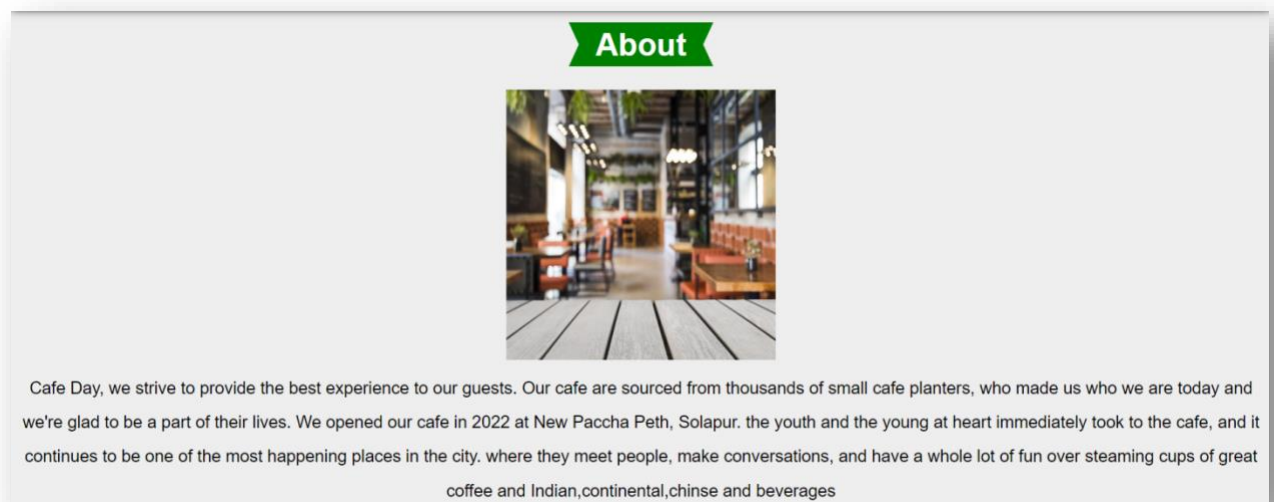 About
Cafe Day, we strive to provide the best experience to our guests. Our cafe are sourced from thousands of small cafe planters, who made us who we are today and
we're glad to be a part of their lives. We opened our cafe in 2022 at New Paccha Peth, Solapur. the youth and the young at heart immediately took to the cafe, and it
continues to be one of the most happening places in the city. where they meet people, make conversations, and have a whole lot of fun over steaming cups of great
coffee and Indian,continental,chinse and beverages